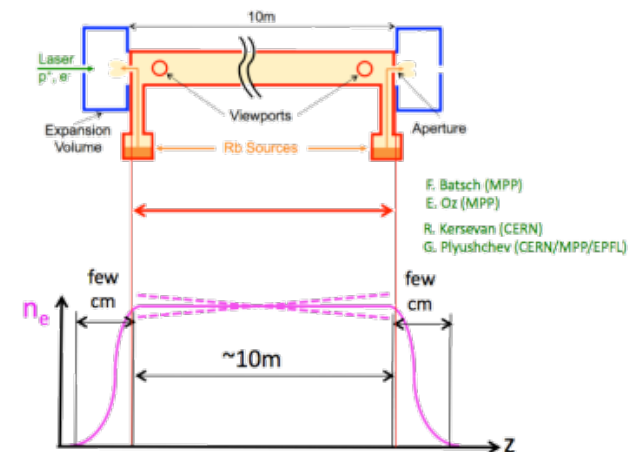 10m
Laser
p⁺, e⁻
Viewports
Aperture
Expansion
Volume
Rb Sources
F. Batsch (MPP)
E. Oz (MPP)
R. Kersevan (CERN)
G. Plyushchev (CERN/MPP/EPFL)
few
cm
few
cm
nₑ
~10m
z